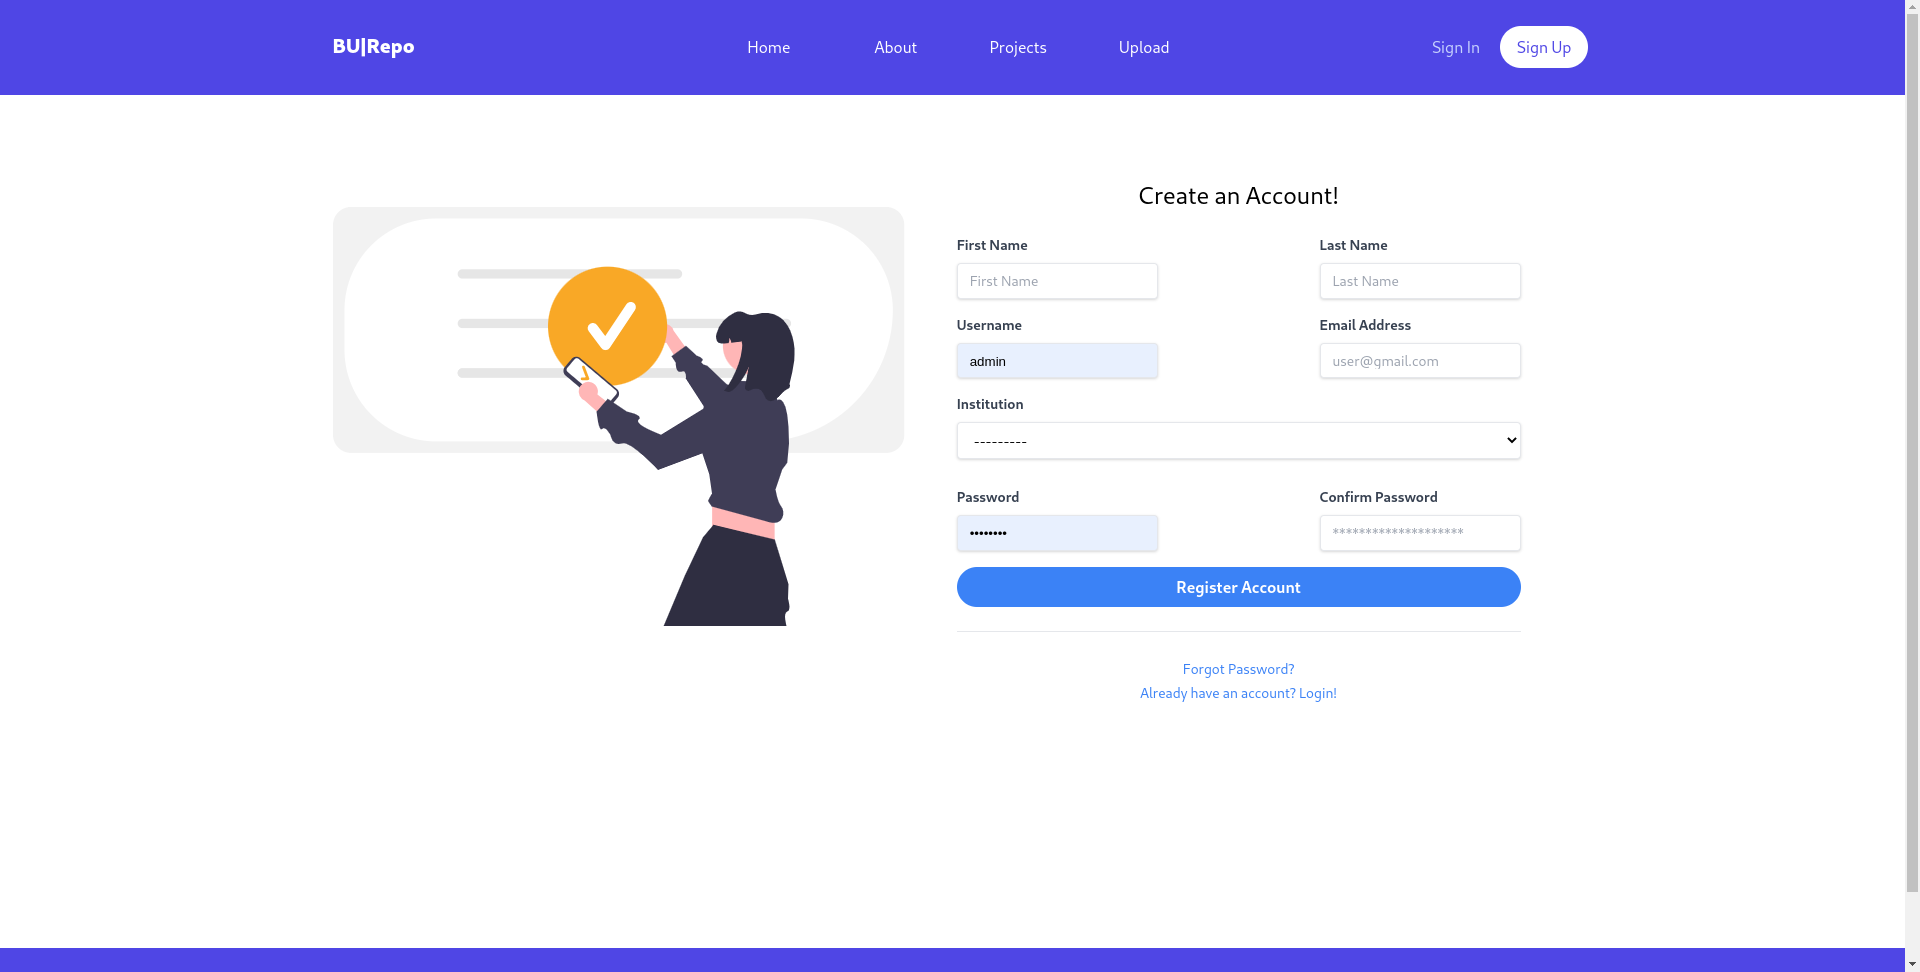 BU|Repo Home About Projects Upload Sign In Sign Up
Create an Account!
First Name Last Name
First Name Last Name
Username Email Address
admin user@gmail.com
Institution
---------
Password Confirm Password
•••••••• ********************
Register Account
Forgot Password?
Already have an account? Login!